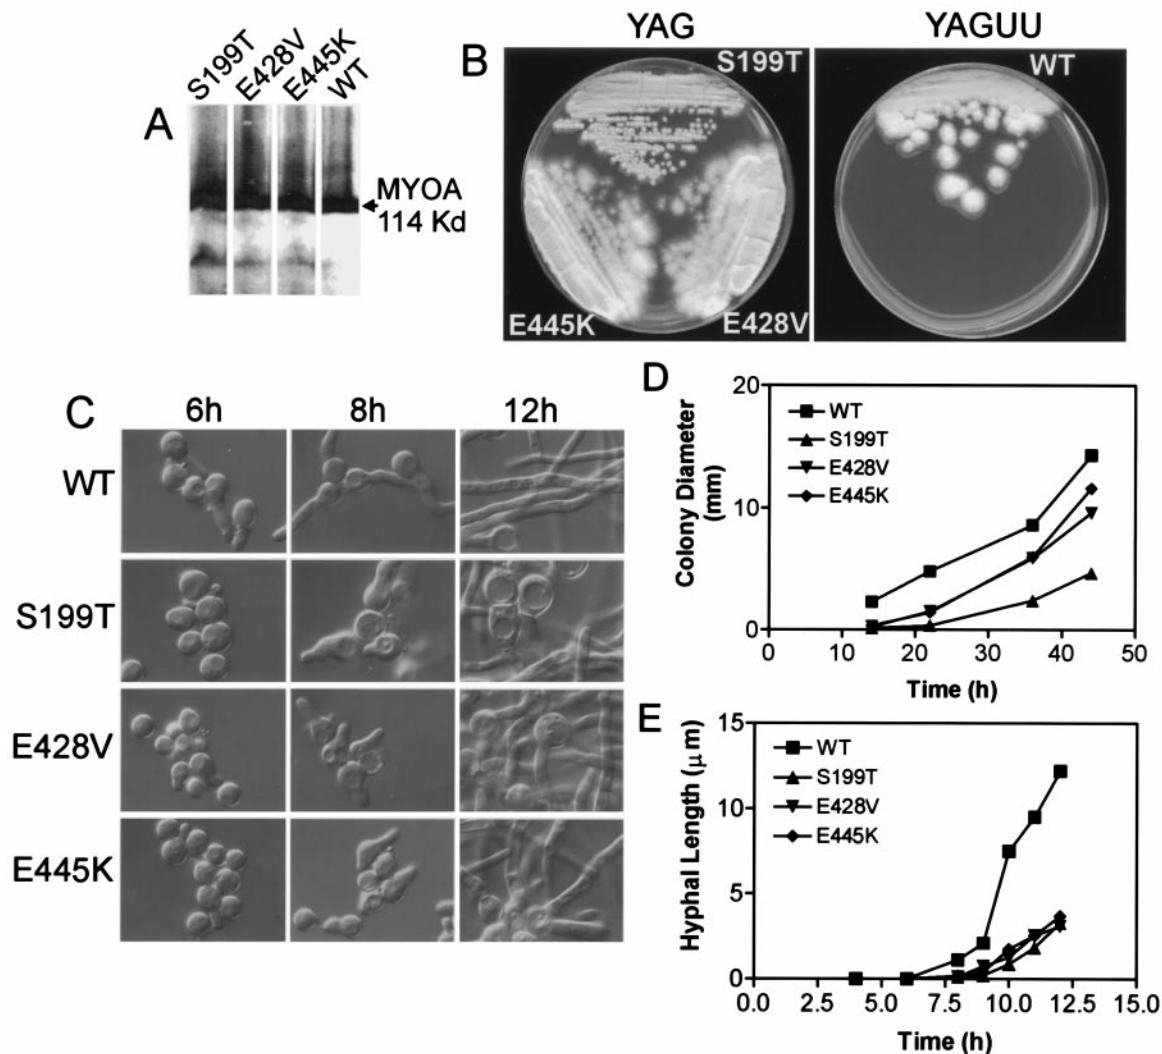 A
S199T
E428V
E445K
WT
MYOA
114 Kd
B
YAG
YAGUU
S199T
E445K
E428V
WT
C
6h
8h
12h
WT
S199T
E428V
E445K
D
Colony Diameter
(mm)
20
10
0
WT
S199T
E428V
E445K
0
10
20
30
40
50
Time (h)
E
Hyphal Length (μm)
15
10
5
0
WT
S199T
E428V
E445K
0.0
2.5
5.0
7.5
10.0
12.5
15.0
Time (h)